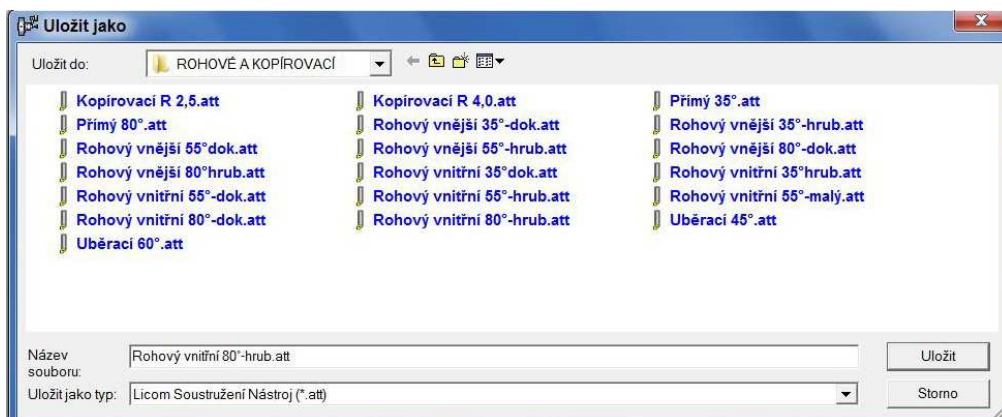 Uložit jako
Uložit do: ROHOVÉ A KOPÍROVACÍ
Kopírovací R 2,5.att Kopírovací R 4,0.att Přímý 35°.att
Přímý 80°.att Rohový vnější 35°-dok.att Rohový vnější 35°-hrub.att
Rohový vnější 55°dok.att Rohový vnější 55°-hrub.att Rohový vnější 80°-dok.att
Rohový vnější 80°hrub.att Rohový vnitřní 35°dok.att Rohový vnitřní 35°hrub.att
Rohový vnitřní 55°-dok.att Rohový vnitřní 55°-hrub.att Rohový vnitřní 55°-malý.att
Rohový vnitřní 80°-dok.att Rohový vnitřní 80°-hrub.att Uběrací 45°.att
Uběrací 60°.att
Název souboru: Rohový vnitřní 80°-hrub.att Uložit
Uložit jako typ: Licom Soustružení Nástroj (*.att) Storno